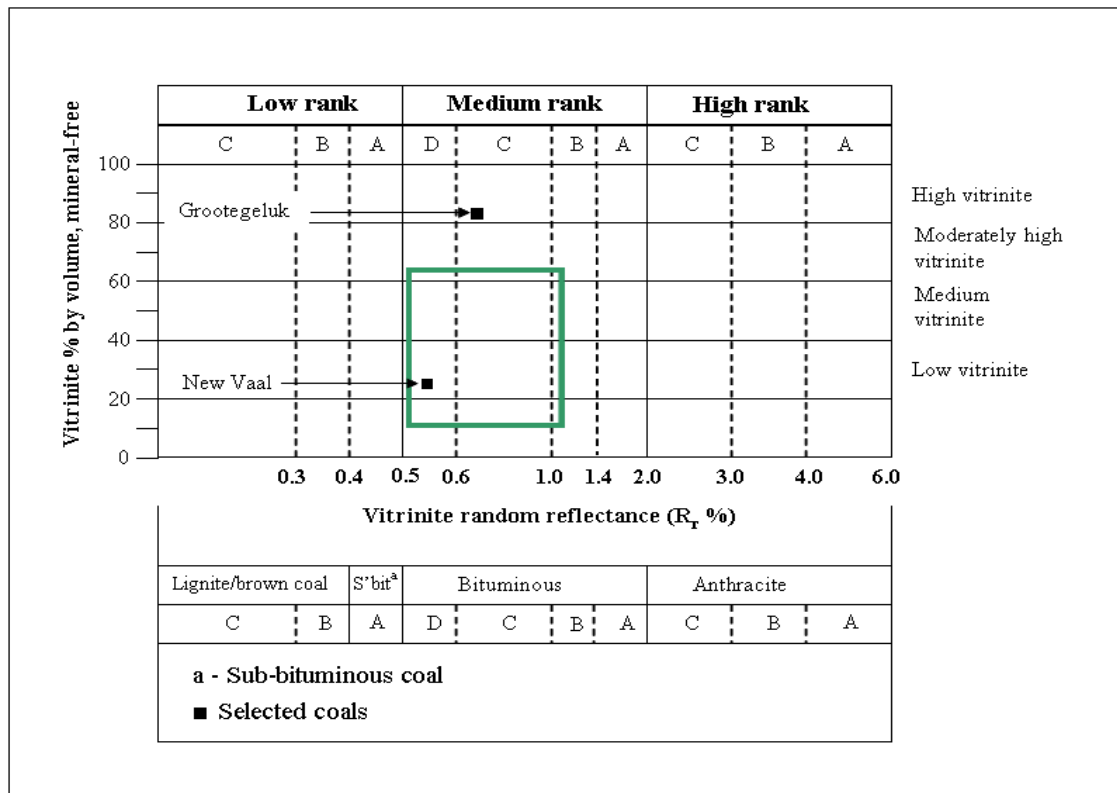 Low rank Medium rank High rank
C B A D C B A C B A
Vitrinite % by volume, mineral-free
100
80
60
40
20
0
Grootegeluk
New Vaal
High vitrinite
Moderately high
vitrinite
Medium
vitrinite
Low vitrinite
0.3 0.4 0.5 0.6 1.0 1.4 2.0 3.0 4.0 6.0
Vitrinite random reflectance (Rr %)
Lignite/brown coal S'bita Bituminous Anthracite
C B A D C B A C B A
a - Sub-bituminous coal
■ Selected coals